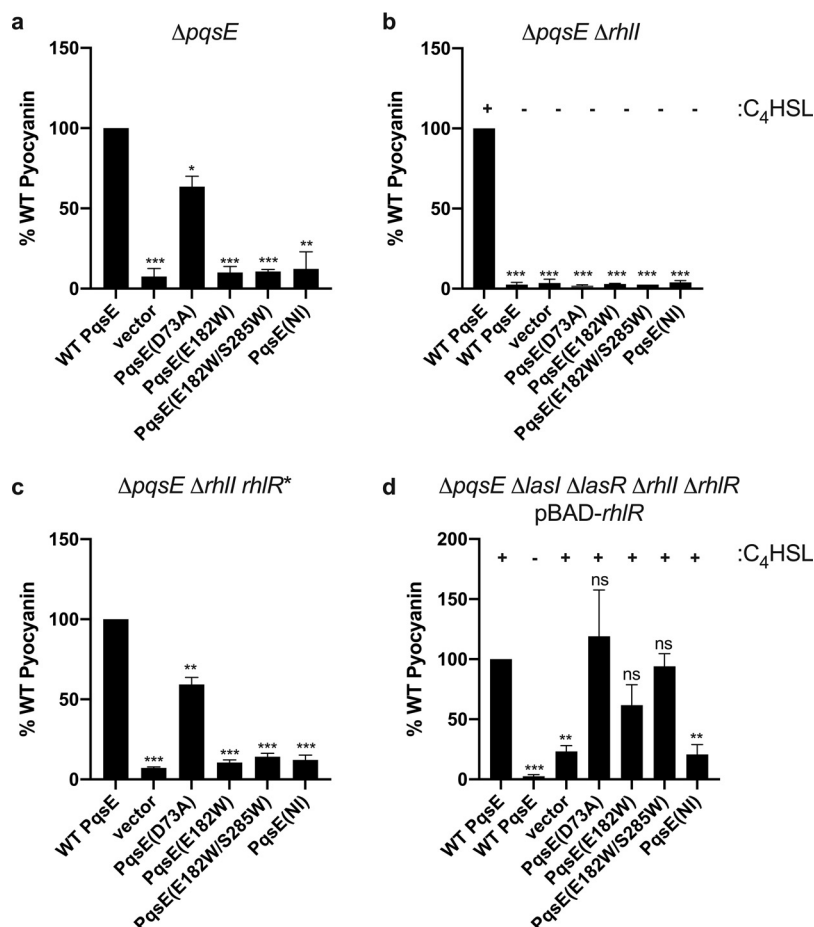 a
ΔpqsE
150
100
50
0
% WT Pyocyanin
*
***
***
***
**
WT PqsE
vector
PqsE(D73A)
PqsE(E182W)
PqsE(E182W/S285W)
PqsE(NI)
b
ΔpqsE ΔrhlI
150
100
50
0
% WT Pyocyanin
+ - - - - - - :C₄HSL
*** *** *** *** *** ***
WT PqsE
WT PqsE
vector
PqsE(D73A)
PqsE(E182W)
PqsE(E182W/S285W)
PqsE(NI)
c
ΔpqsE ΔrhlI rhlR*
150
100
50
0
% WT Pyocyanin
**
***
***
***
***
WT PqsE
vector
PqsE(D73A)
PqsE(E182W)
PqsE(E182W/S285W)
PqsE(NI)
d
ΔpqsE ΔlasI ΔlasR ΔrhlI ΔrhlR
pBAD-rhlR
200
150
100
50
0
% WT Pyocyanin
+ - + + + + + :C₄HSL
ns
ns
ns
**
**
***
WT PqsE
WT PqsE
vector
PqsE(D73A)
PqsE(E182W)
PqsE(E182W/S285W)
PqsE(NI)